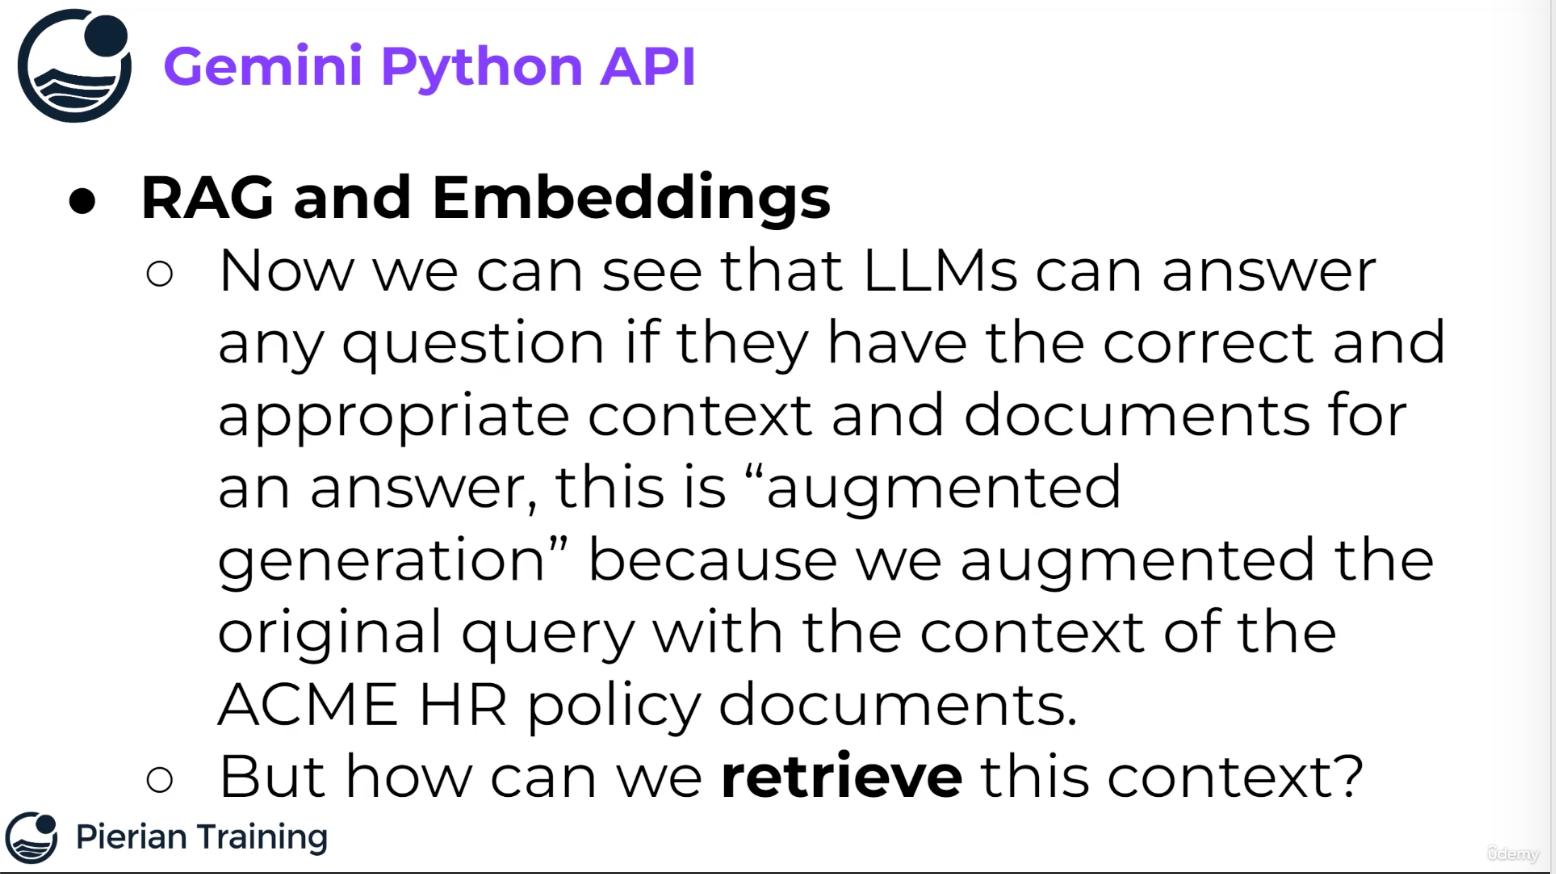 Gemini Python API
● RAG and Embeddings
○ Now we can see that LLMs can answer
any question if they have the correct and
appropriate context and documents for
an answer, this is “augmented
generation” because we augmented the
original query with the context of the
ACME HR policy documents.
○ But how can we retrieve this context?
Pierian Training
ûdemy